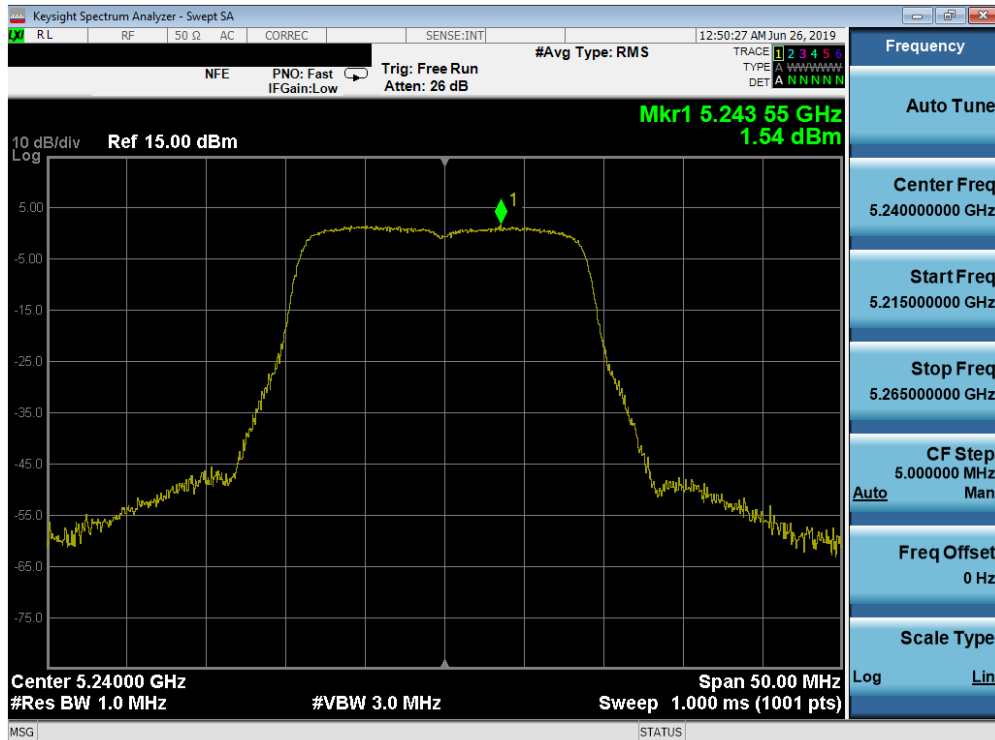 Keysight Spectrum Analyzer - Swept SA
LXI RL RF 50 Ω AC CORREC SENSE:INT 12:50:27 AM Jun 26, 2019
#Avg Type: RMS
TRACE 1 2 3 4 5 6
TYPE A WWWWW
DET A N N N N N
NFE PNO: Fast Trig: Free Run
IFGain:Low Atten: 26 dB
Mkr1 5.243 55 GHz
1.54 dBm
10 dB/div Ref 15.00 dBm
Log
1
5.00
-5.00
-15.0
-25.0
-35.0
-45.0
-55.0
-65.0
-75.0
Center 5.24000 GHz Span 50.00 MHz
#Res BW 1.0 MHz #VBW 3.0 MHz Sweep 1.000 ms (1001 pts)
MSG STATUS
Frequency
Auto Tune
Center Freq
5.240000000 GHz
Start Freq
5.215000000 GHz
Stop Freq
5.265000000 GHz
CF Step
5.000000 MHz
Auto Man
Freq Offset
0 Hz
Scale Type
Log Lin